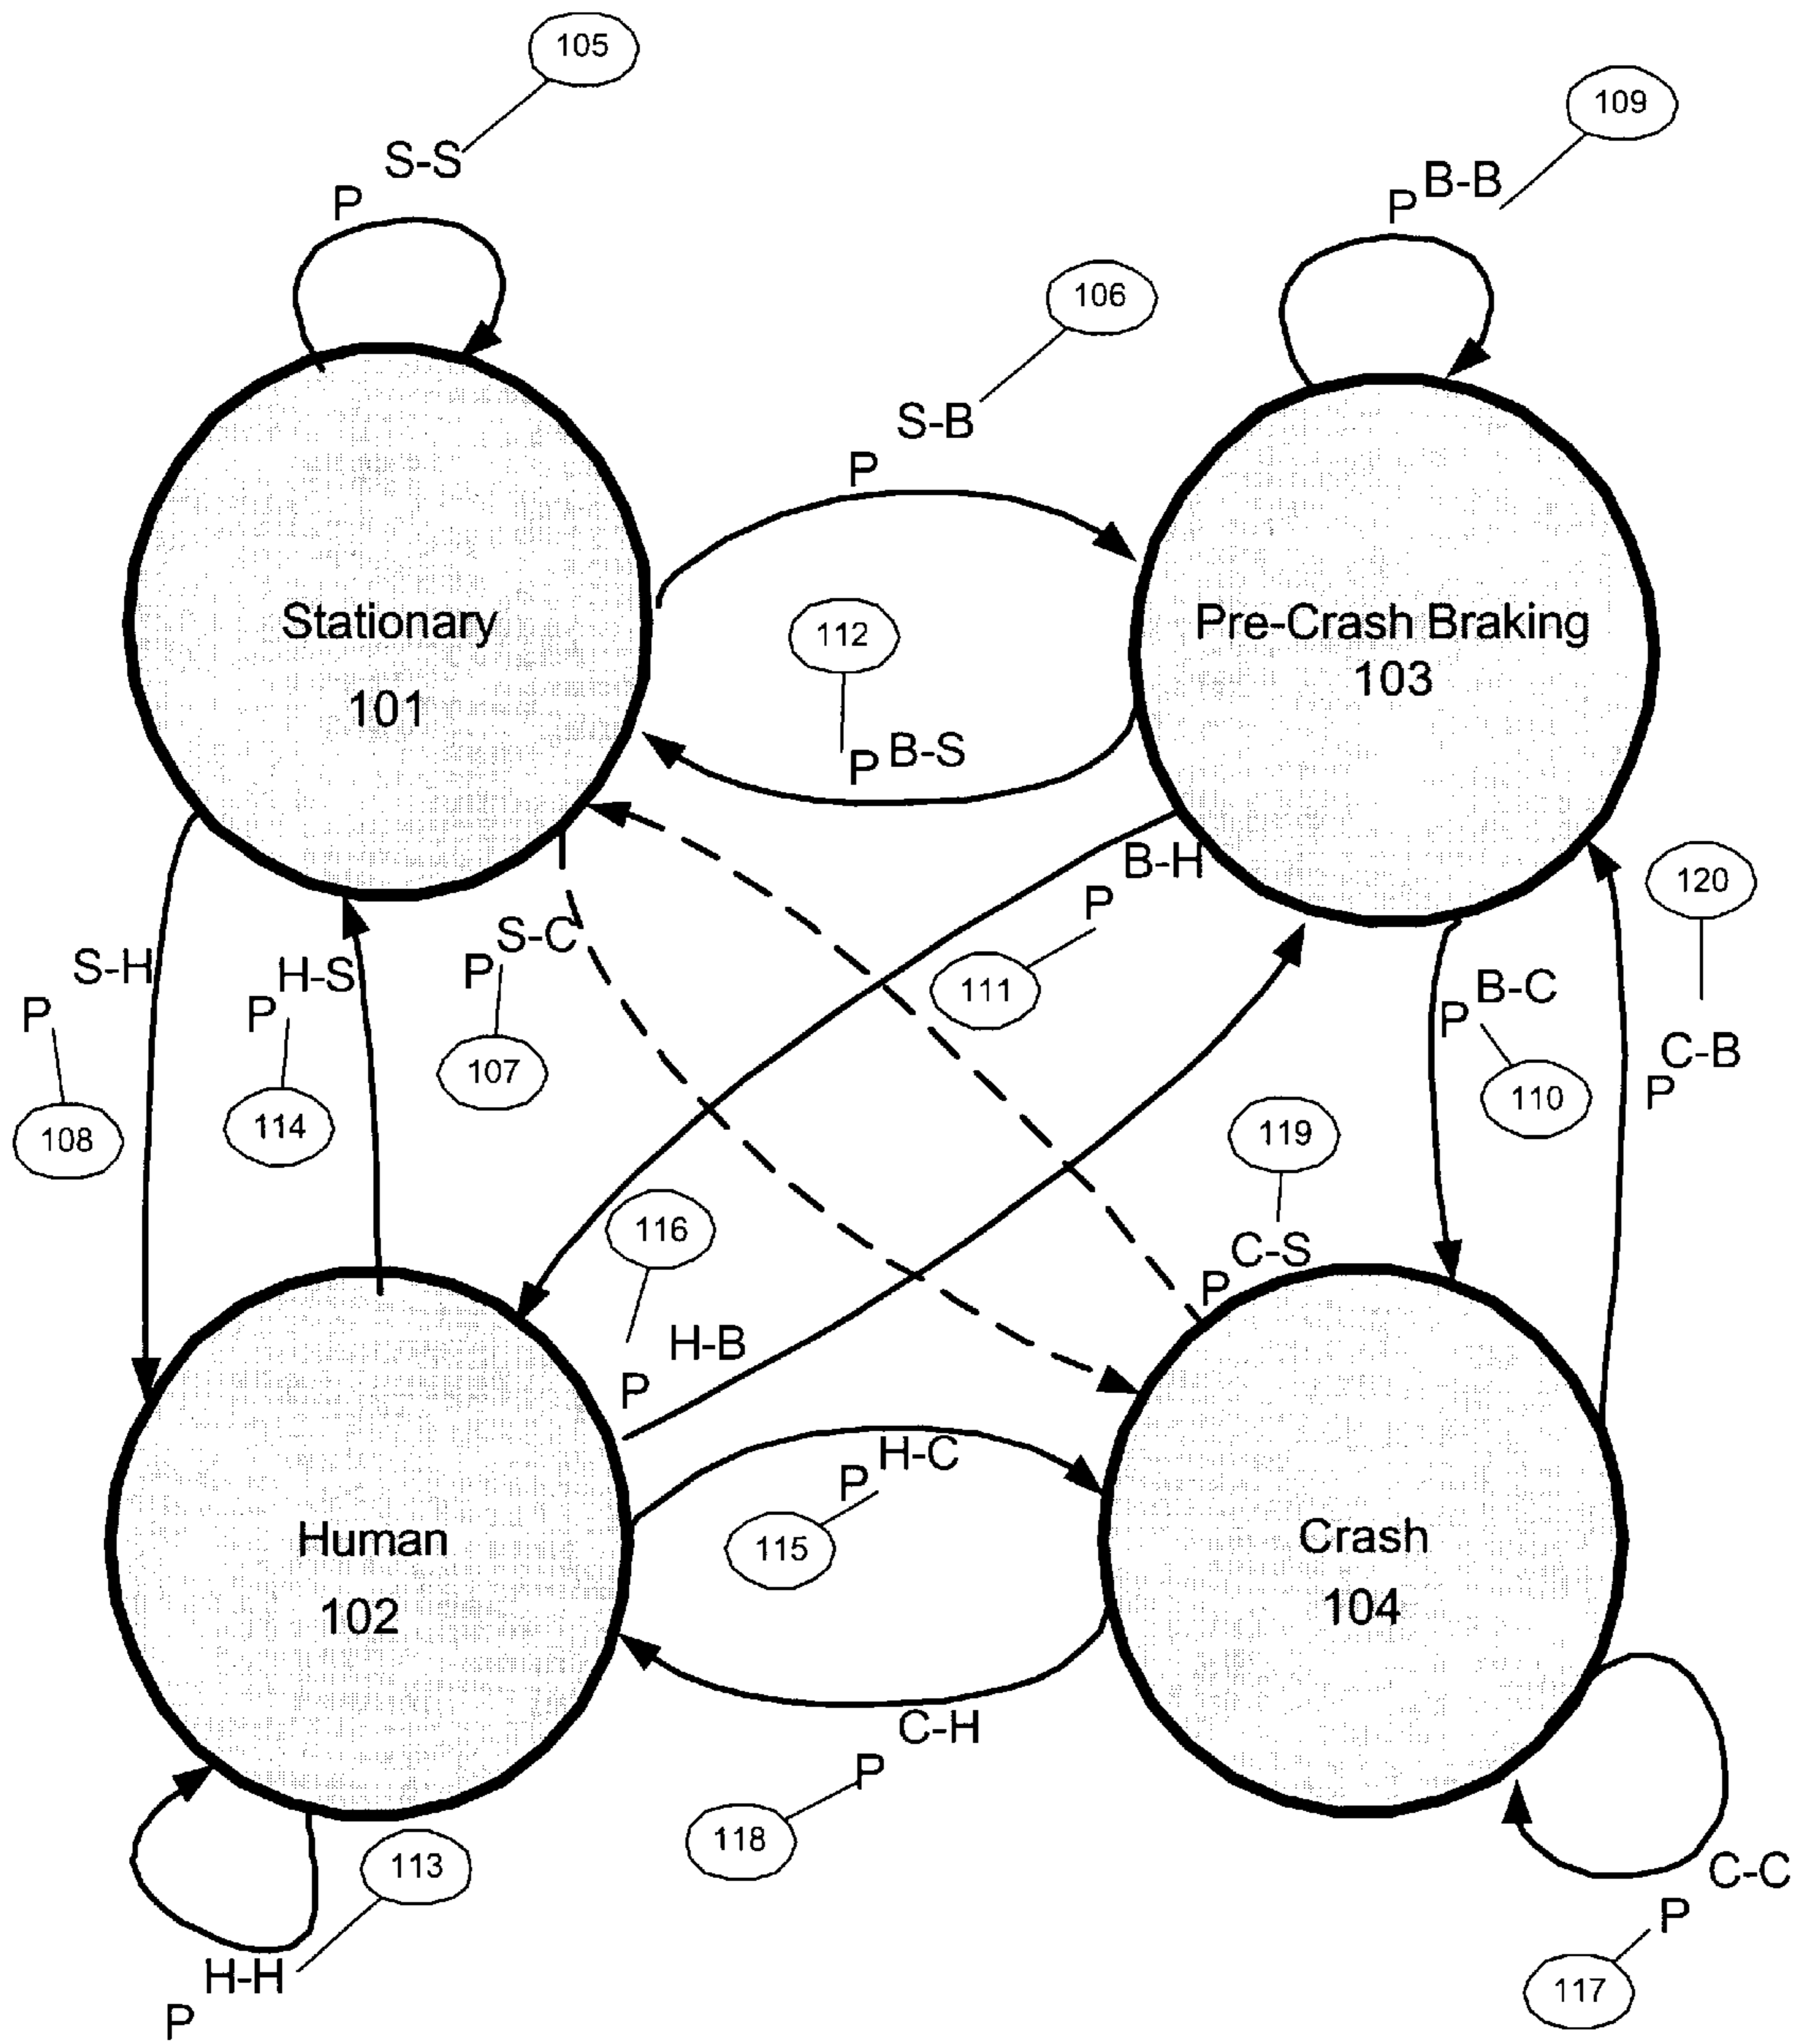 105
109
S-S
P
B-B
P
106
S-B
P
Stationary
101
112
P B-S
Pre-Crash Braking
103
B-H
P
111
120
S-H
P
108
H-S
P
114
S-C
P
107
B-C
P
110
C-B
P
119
C-S
P
116
H-B
P
H-C
P
115
Human
102
Crash
104
C-H
P
118
113
H-H
P
C-C
P
117